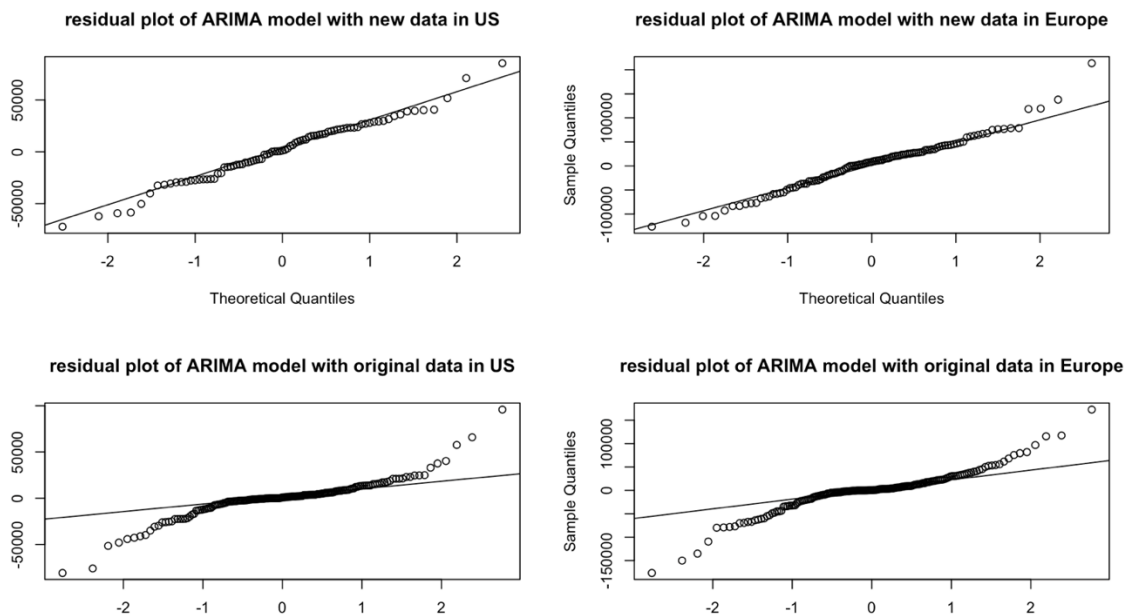 residual plot of ARIMA model with new data in US
50000
0
-50000
-2 -1 0 1 2
Theoretical Quantiles
residual plot of ARIMA model with new data in Europe
Sample Quantiles
100000
0
-100000
-2 -1 0 1 2
Theoretical Quantiles
residual plot of ARIMA model with original data in US
50000
0
-50000
-2 -1 0 1 2
residual plot of ARIMA model with original data in Europe
Sample Quantiles
100000
0
-150000
-2 -1 0 1 2